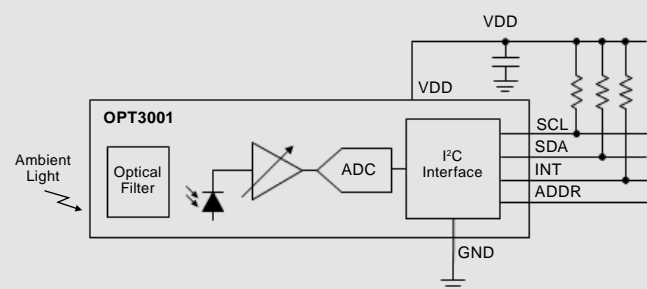 VDD
VDD
OPT3001
Ambient
Light
Optical
Filter
ADC
I²C
Interface
SCL
SDA
INT
ADDR
GND